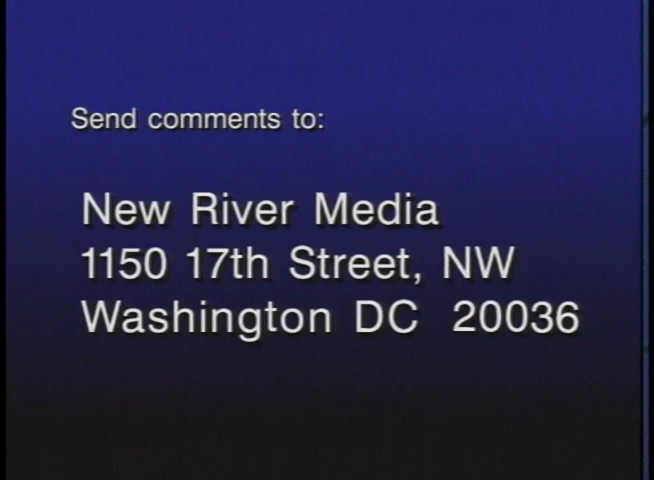 Send comments to:
New River Media
1150 17th Street, NW
Washington DC 20036